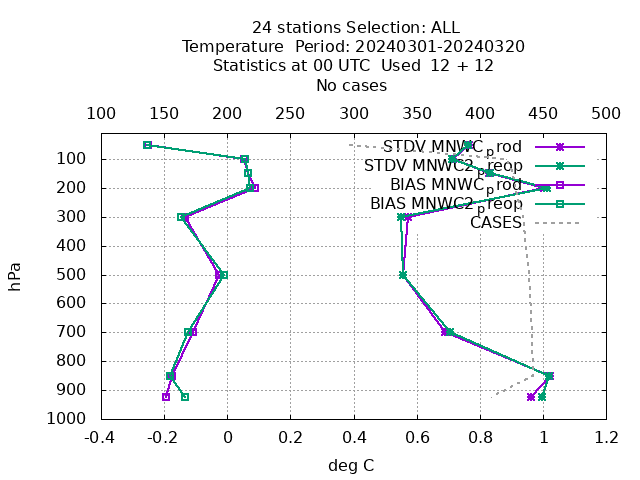 24 stations Selection: ALL
Temperature  Period: 20240301-20240320
Statistics at 00 UTC  Used  12 + 12
No cases
100 150 200 250 300 350 400 450 500
STDV MNWC_prod
STDV MNWC2_preop
BIAS MNWC_prod
BIAS MNWC2_preop
CASES
hPa
100
200
300
400
500
600
700
800
900
1000
-0.4 -0.2 0 0.2 0.4 0.6 0.8 1 1.2
deg C